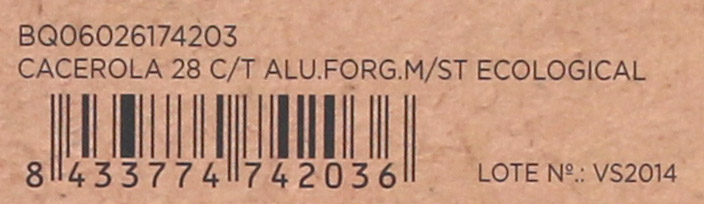 BQ06026174203
CACEROLA 28 C/T ALU.FORG.M/ST ECOLOGICAL
8 433774 742036
LOTE Nº.: VS2014